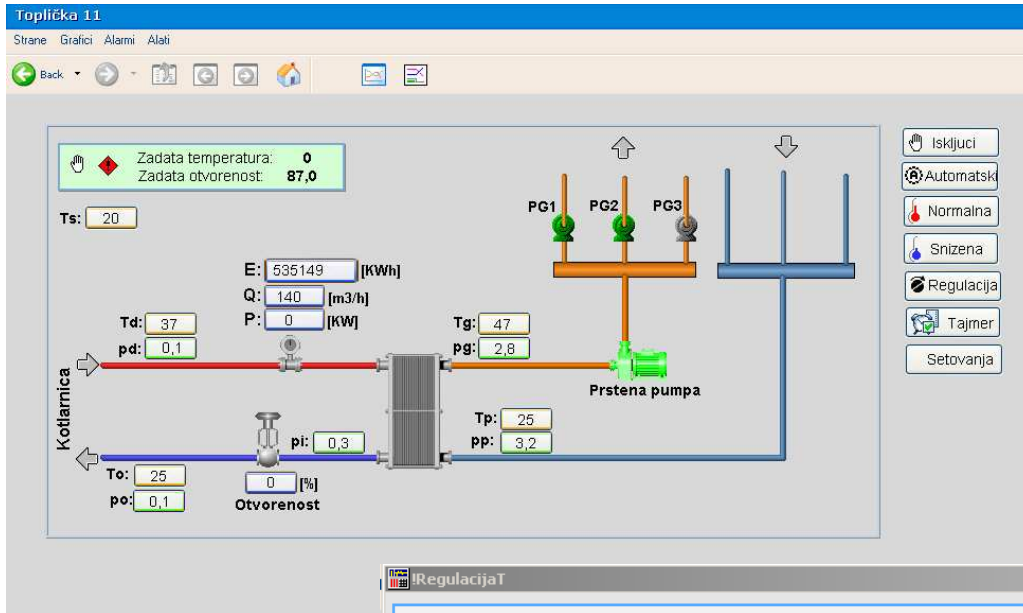 Toplička 11
Strane Grafici Alarmi Alati
Back
Zadata temperatura: 0
Zadata otvorenost: 87,0
Ts: 20
E: 535149 [KWh]
Q: 140 [m3/h]
P: 0 [KW]
Td: 37
pd: 0,1
Kotlarnica
To: 25
po: 0,1
pi: 0,3
0 [%]
Otvorenost
Tg: 47
pg: 2,8
Tp: 25
pp: 3,2
PG1 PG2 PG3
Prstena pumpa
Iskljuci
Automatski
Normalna
Snizena
Regulacija
Tajmer
Setovanja
!RegulacijaT